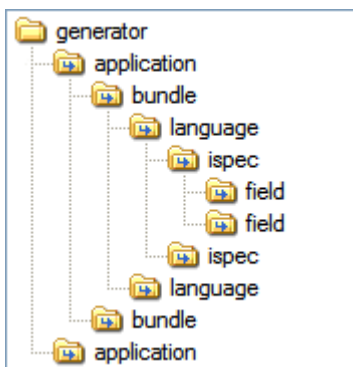 generator
application
bundle
language
ispec
field
field
ispec
language
bundle
application